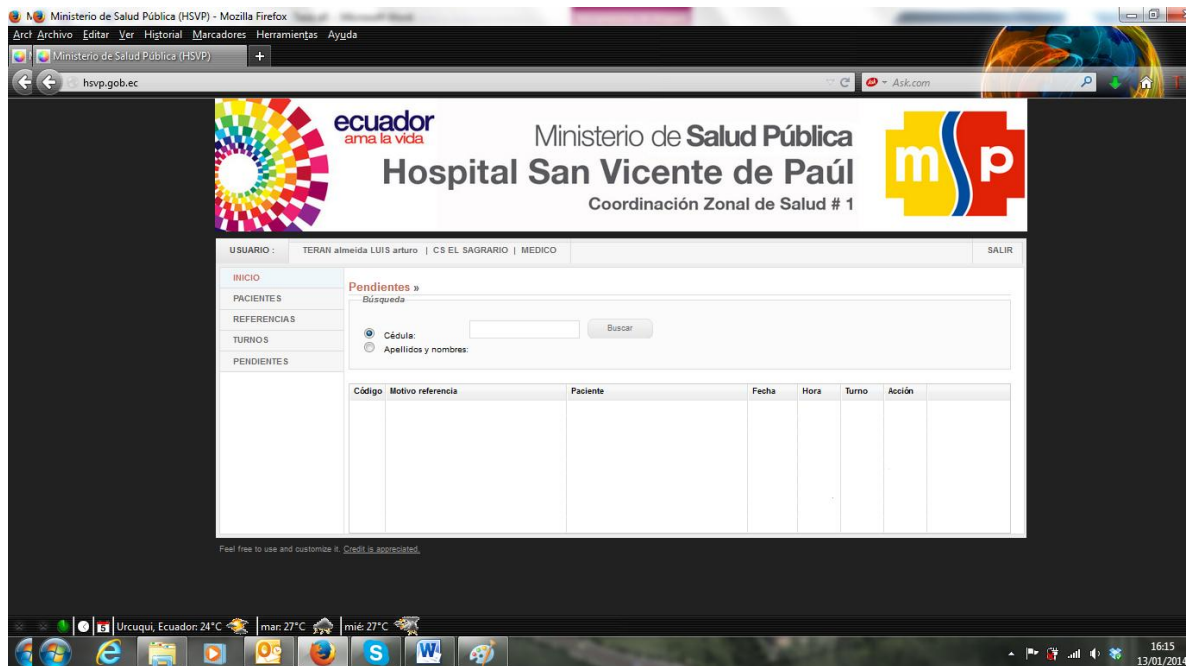 Ministerio de Salud Pública (HSVP) - Mozilla Firefox
Arch Archivo Editar Ver Historial Marcadores Herramientas Ayuda
Ministerio de Salud Pública (HSVP) +
hsvp.gob.ec Ask.com
ecuador
ama la vida
Ministerio de Salud Pública
Hospital San Vicente de Paúl
Coordinación Zonal de Salud # 1
msp
USUARIO : TERAN almeida LUIS arturo | CS EL SAGRARIO | MEDICO SALIR
INICIO
PACIENTES
REFERENCIAS
TURNOS
PENDIENTES
Pendientes »
Búsqueda
Cédula: Buscar
Apellidos y nombres:
Código Motivo referencia Paciente Fecha Hora Turno Acción
Feel free to use and customize it. Credit is appreciated.
Urcuqui, Ecuador: 24°C mar: 27°C mié: 27°C
16:15
13/01/2014